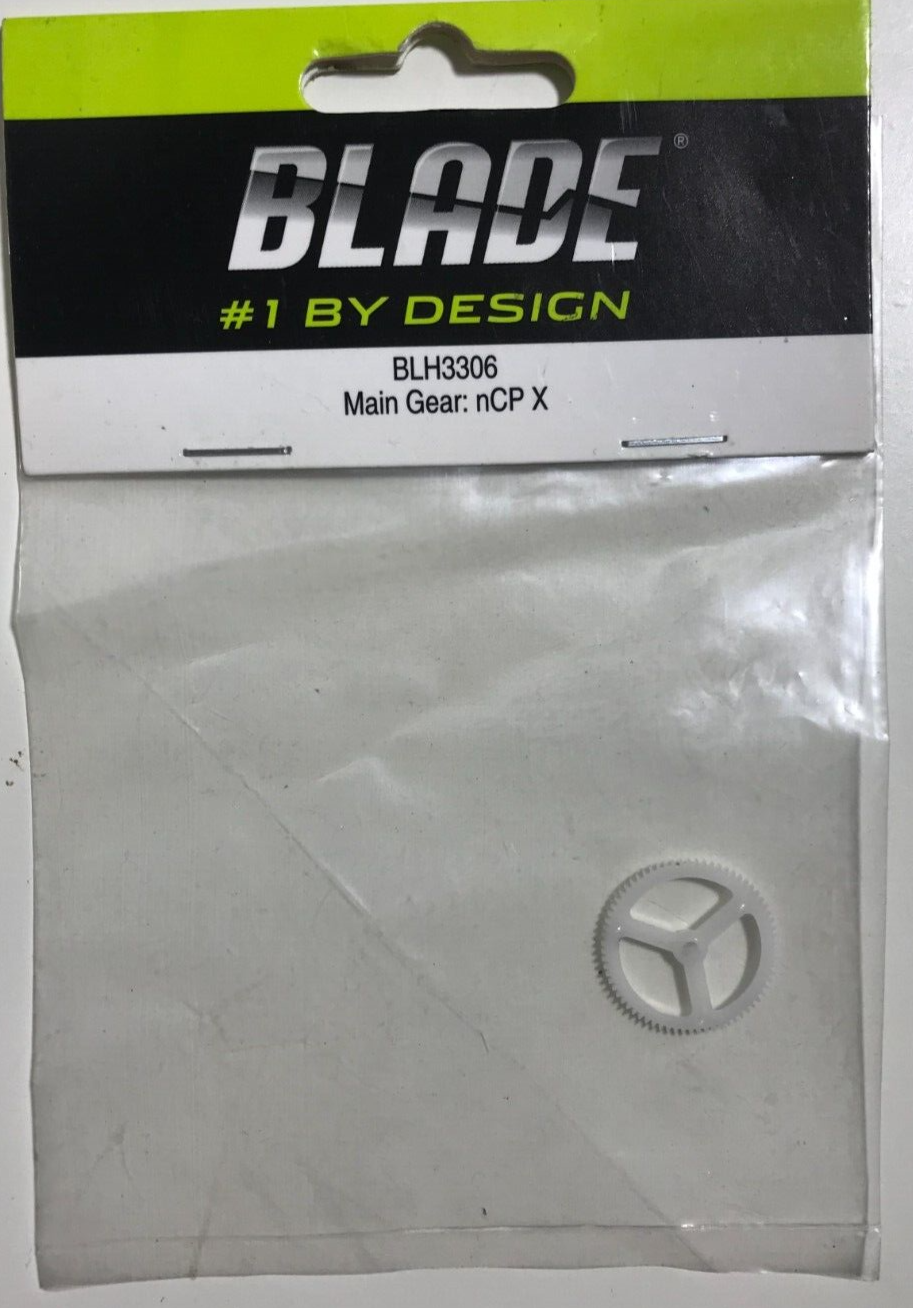 BLADE®
#1 BY DESIGN
BLH3306
Main Gear: nCP X